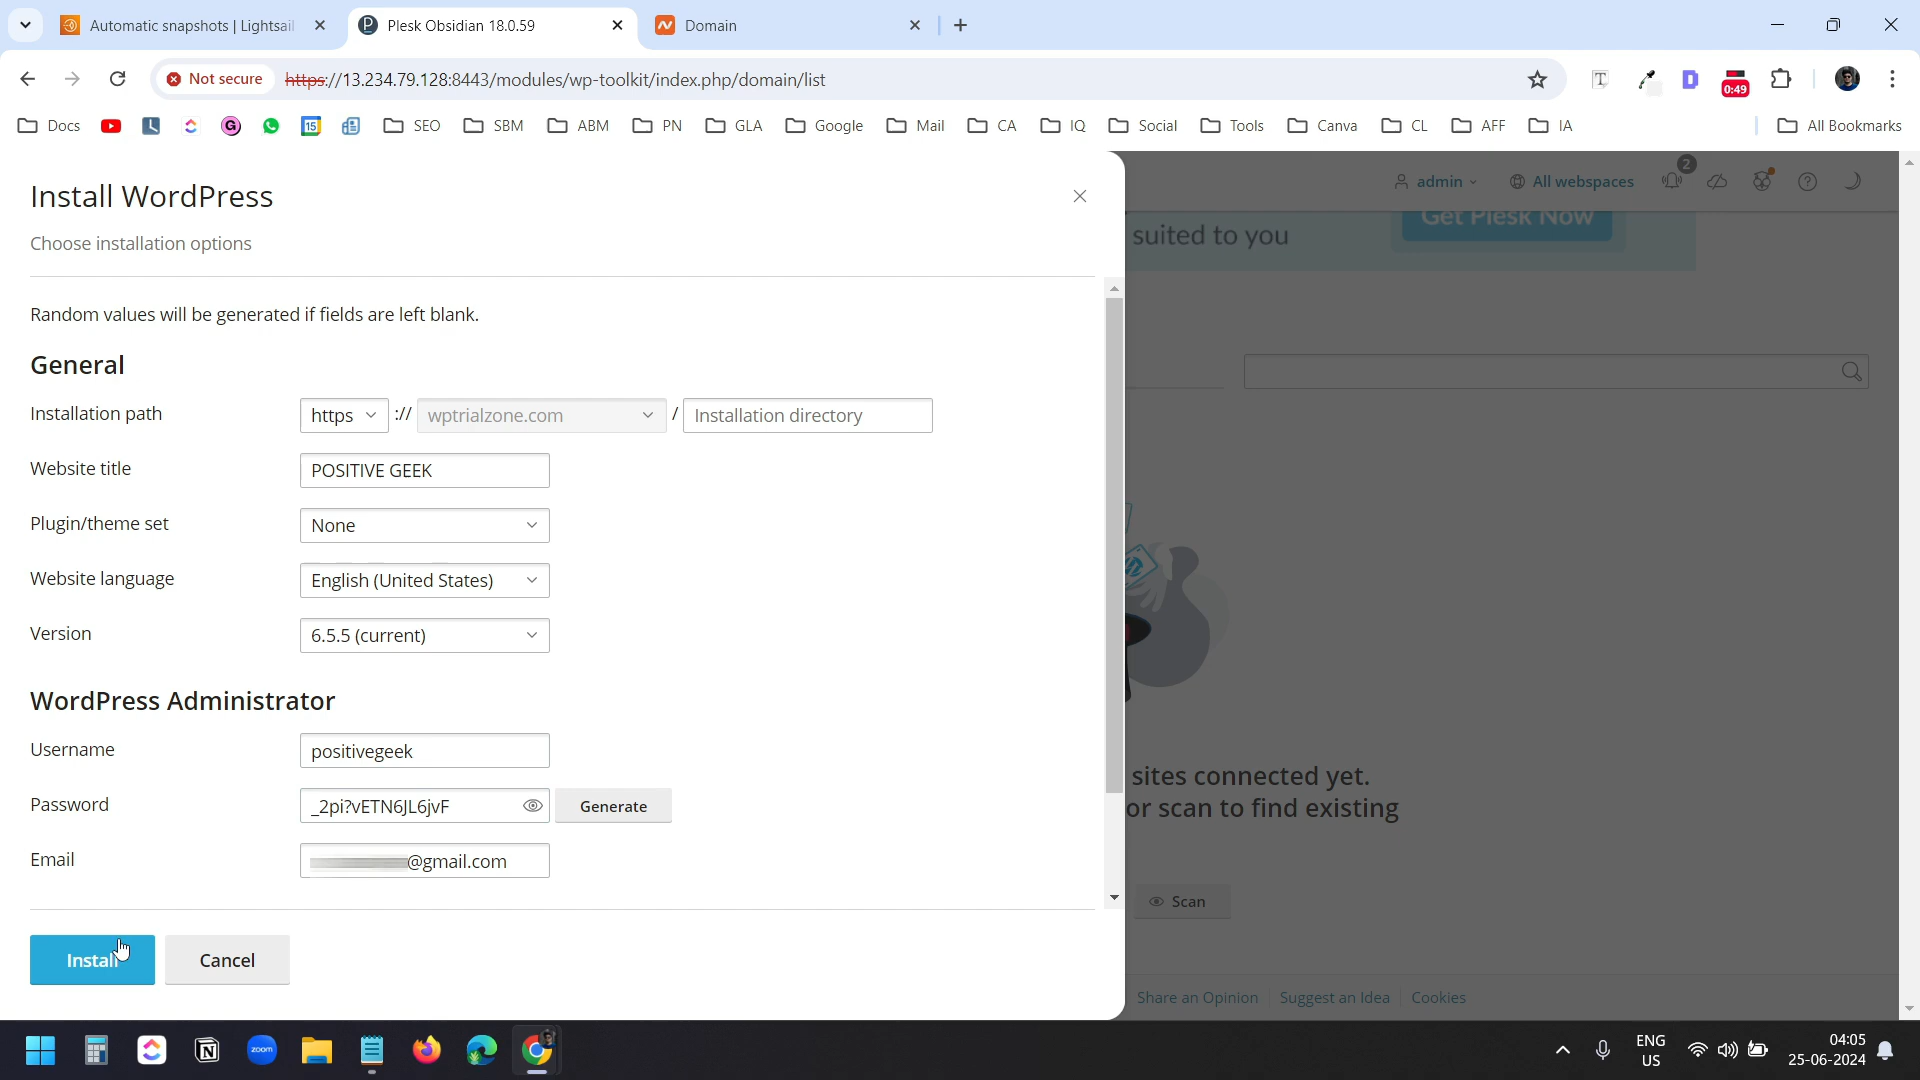 Automatic snapshots | Lightsail
Plesk Obsidian 18.0.59
Domain
Not secure
https://13.234.79.128:8443/modules/wp-toolkit/index.php/domain/list
0:49
Docs
15
SEO
SBM
ABM
PN
GLA
Google
Mail
CA
IQ
Social
Tools
Canva
CL
AFF
IA
All Bookmarks
Install WordPress
Choose installation options
admin
All webspaces
2
Get Plesk Now
suited to you
Random values will be generated if fields are left blank.
General
Installation path
https
://
wptrialzone.com
/
Installation directory
Website title
POSITIVE GEEK
Plugin/theme set
None
Website language
English (United States)
Version
6.5.5 (current)
WordPress Administrator
Username
positivegeek
Password
_2pi?vETN6JL6jvF
Generate
Email
@gmail.com
sites connected yet.
or scan to find existing
Scan
Install
Cancel
Share an Opinion
Suggest an Idea
Cookies
zoom
ENG
US
04:05
25-06-2024